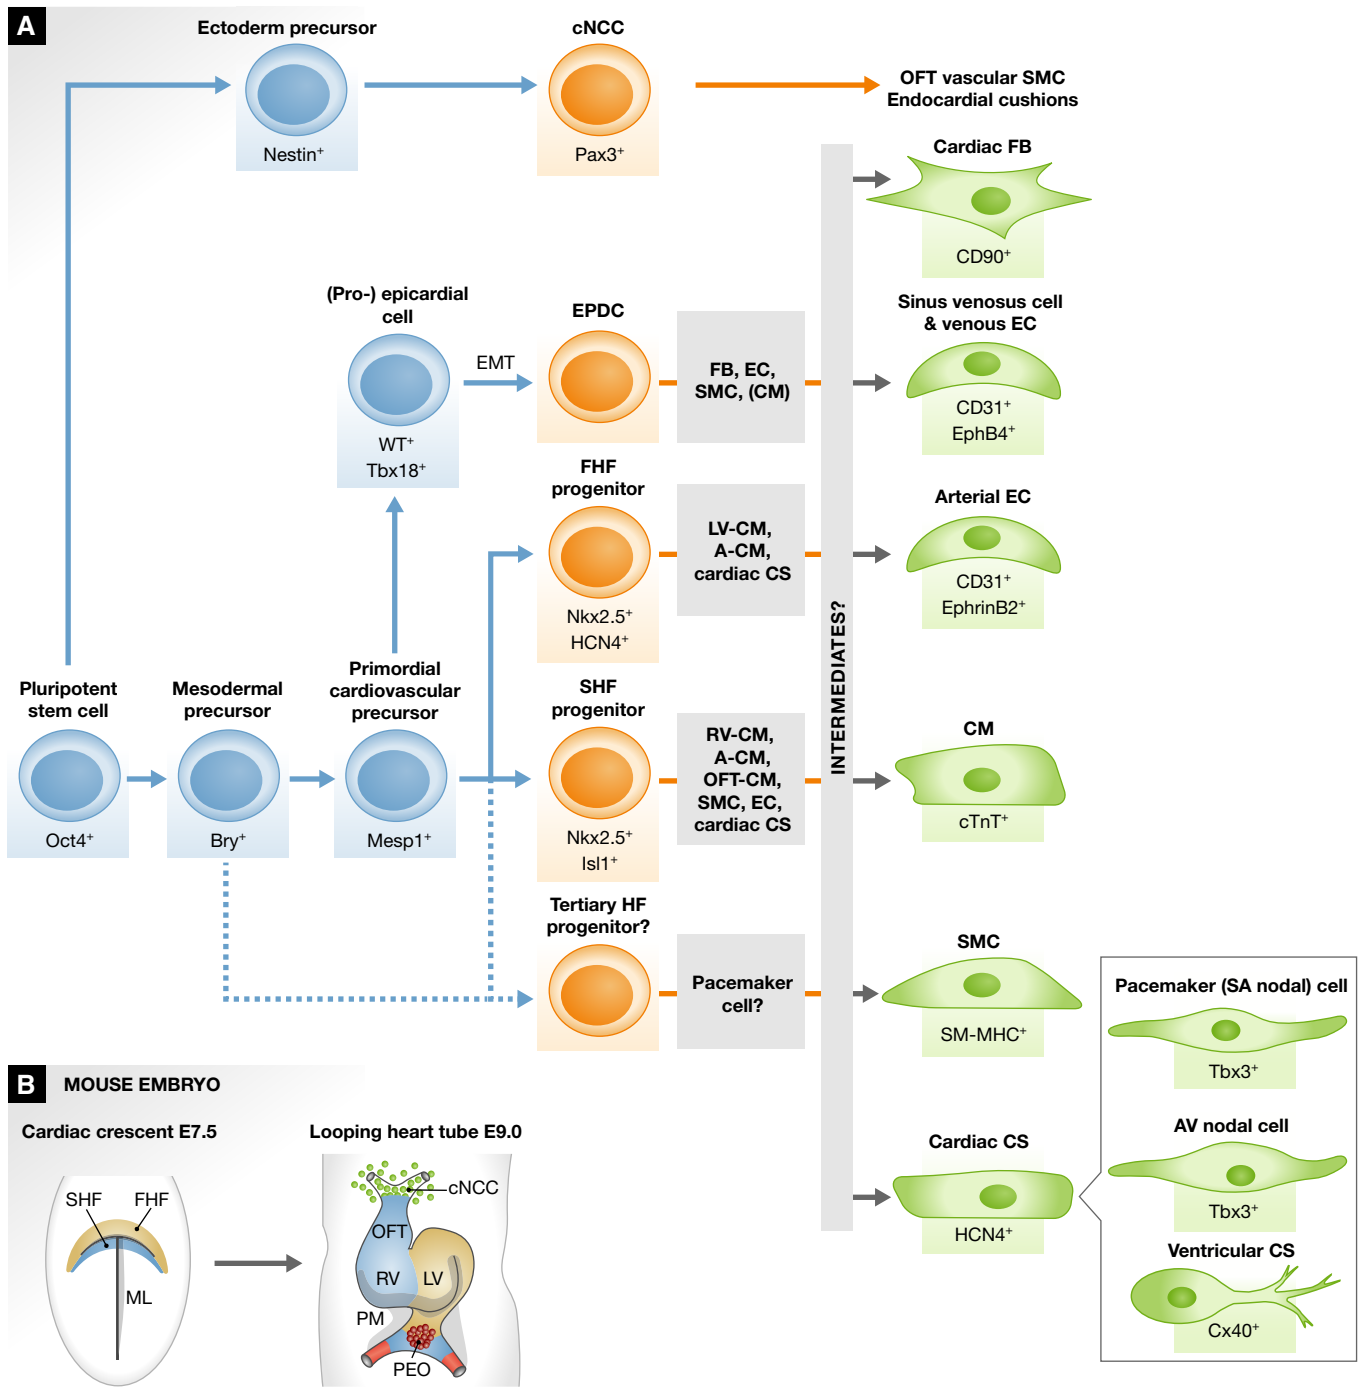 A
Ectoderm precursor
Nestin⁺
cNCC
Pax3⁺
OFT vascular SMC
Endocardial cushions
Cardiac FB
CD90⁺
(Pro-) epicardial
cell
WT⁺
Tbx18⁺
EMT
EPDC
FB, EC,
SMC, (CM)
Sinus venosus cell
& venous EC
CD31⁺
EphB4⁺
FHF
progenitor
Nkx2.5⁺
HCN4⁺
LV-CM,
A-CM,
cardiac CS
INTERMEDIATES?
Arterial EC
CD31⁺
EphrinB2⁺
Pluripotent
stem cell
Oct4⁺
Mesodermal
precursor
Bry⁺
Primordial
cardiovascular
precursor
Mesp1⁺
SHF
progenitor
Nkx2.5⁺
Isl1⁺
RV-CM,
A-CM,
OFT-CM,
SMC, EC,
cardiac CS
CM
cTnT⁺
Tertiary HF
progenitor?
Pacemaker
cell?
SMC
SM-MHC⁺
Cardiac CS
HCN4⁺
Pacemaker (SA nodal) cell
Tbx3⁺
AV nodal cell
Tbx3⁺
Ventricular CS
Cx40⁺
B
MOUSE EMBRYO
Cardiac crescent E7.5
SHF
FHF
ML
Looping heart tube E9.0
cNCC
OFT
RV
LV
PM
PEO